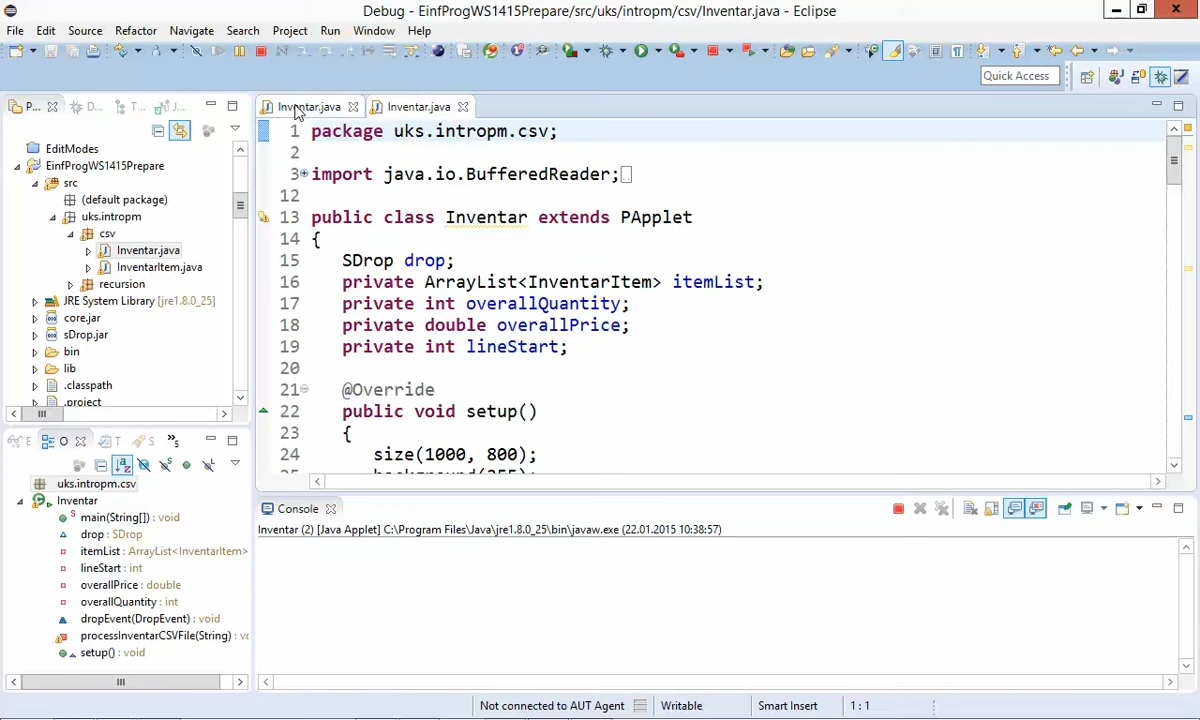 Debug - EinfProgWS1415Prepare/src/uks/intropm/csv/Inventar.java - Eclipse
File Edit Source Refactor Navigate Search Project Run Window Help
Quick Access
P... D... T... J...
EditModes
EinfProgWS1415Prepare
src
(default package)
uks.intropm
csv
Inventar.java
InventarItem.java
recursion
JRE System Library [jre1.8.0_25]
core.jar
sDrop.jar
bin
lib
.classpath
.project
E O T S »5
uks.intropm.csv
Inventar
main(String[]) : void
drop : SDrop
itemList : ArrayList<InventarItem>
lineStart : int
overallPrice : double
overallQuantity : int
dropEvent(DropEvent) : void
processInventarCSVFile(String) : vo
setup() : void
Inventar.java Inventar.java
1 package uks.intropm.csv;
2
3 import java.io.BufferedReader;
12
13 public class Inventar extends PApplet
14 {
15 SDrop drop;
16 private ArrayList<InventarItem> itemList;
17 private int overallQuantity;
18 private double overallPrice;
19 private int lineStart;
20
21 @Override
22 public void setup()
23 {
24 size(1000, 800);
25 background(255);
Console
Inventar (2) [Java Applet] C:\Program Files\Java\jre1.8.0_25\bin\javaw.exe (22.01.2015 10:38:57)
Not connected to AUT Agent Writable Smart Insert 1 : 1